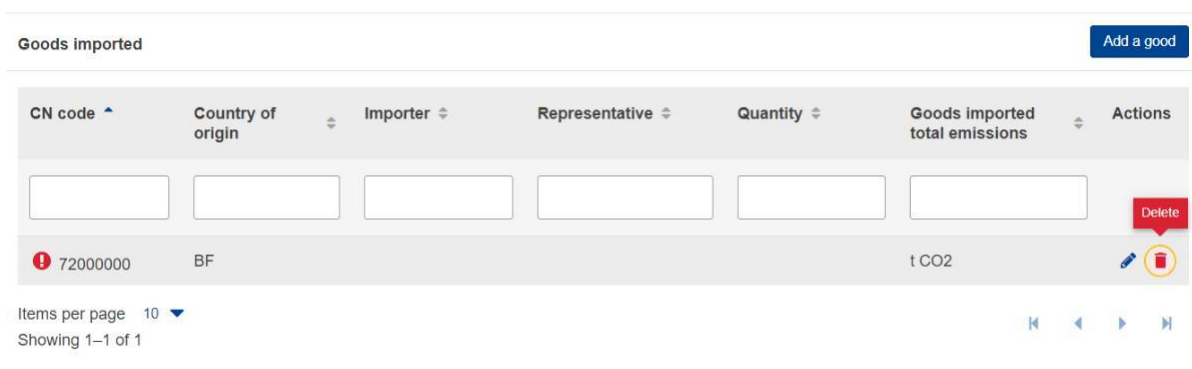 Goods imported
Add a good
CN code Country of origin Importer Representative Quantity Goods imported total emissions Actions
Delete
72000000 BF t CO2
Items per page 10
Showing 1–1 of 1